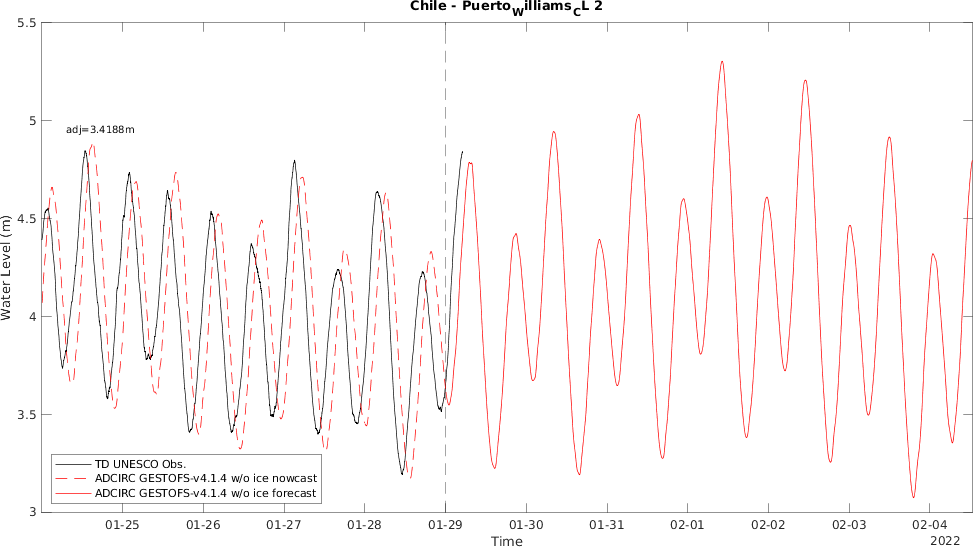 Chile - Puerto_Williams_CL 2
5.5
5
4.5
4
3.5
3
Water Level (m)
adj=3.4188m
TD UNESCO Obs.
ADCIRC GESTOFS-v4.1.4 w/o ice nowcast
ADCIRC GESTOFS-v4.1.4 w/o ice forecast
01-25 01-26 01-27 01-28 01-29 01-30 01-31 02-01 02-02 02-03 02-04
Time 2022